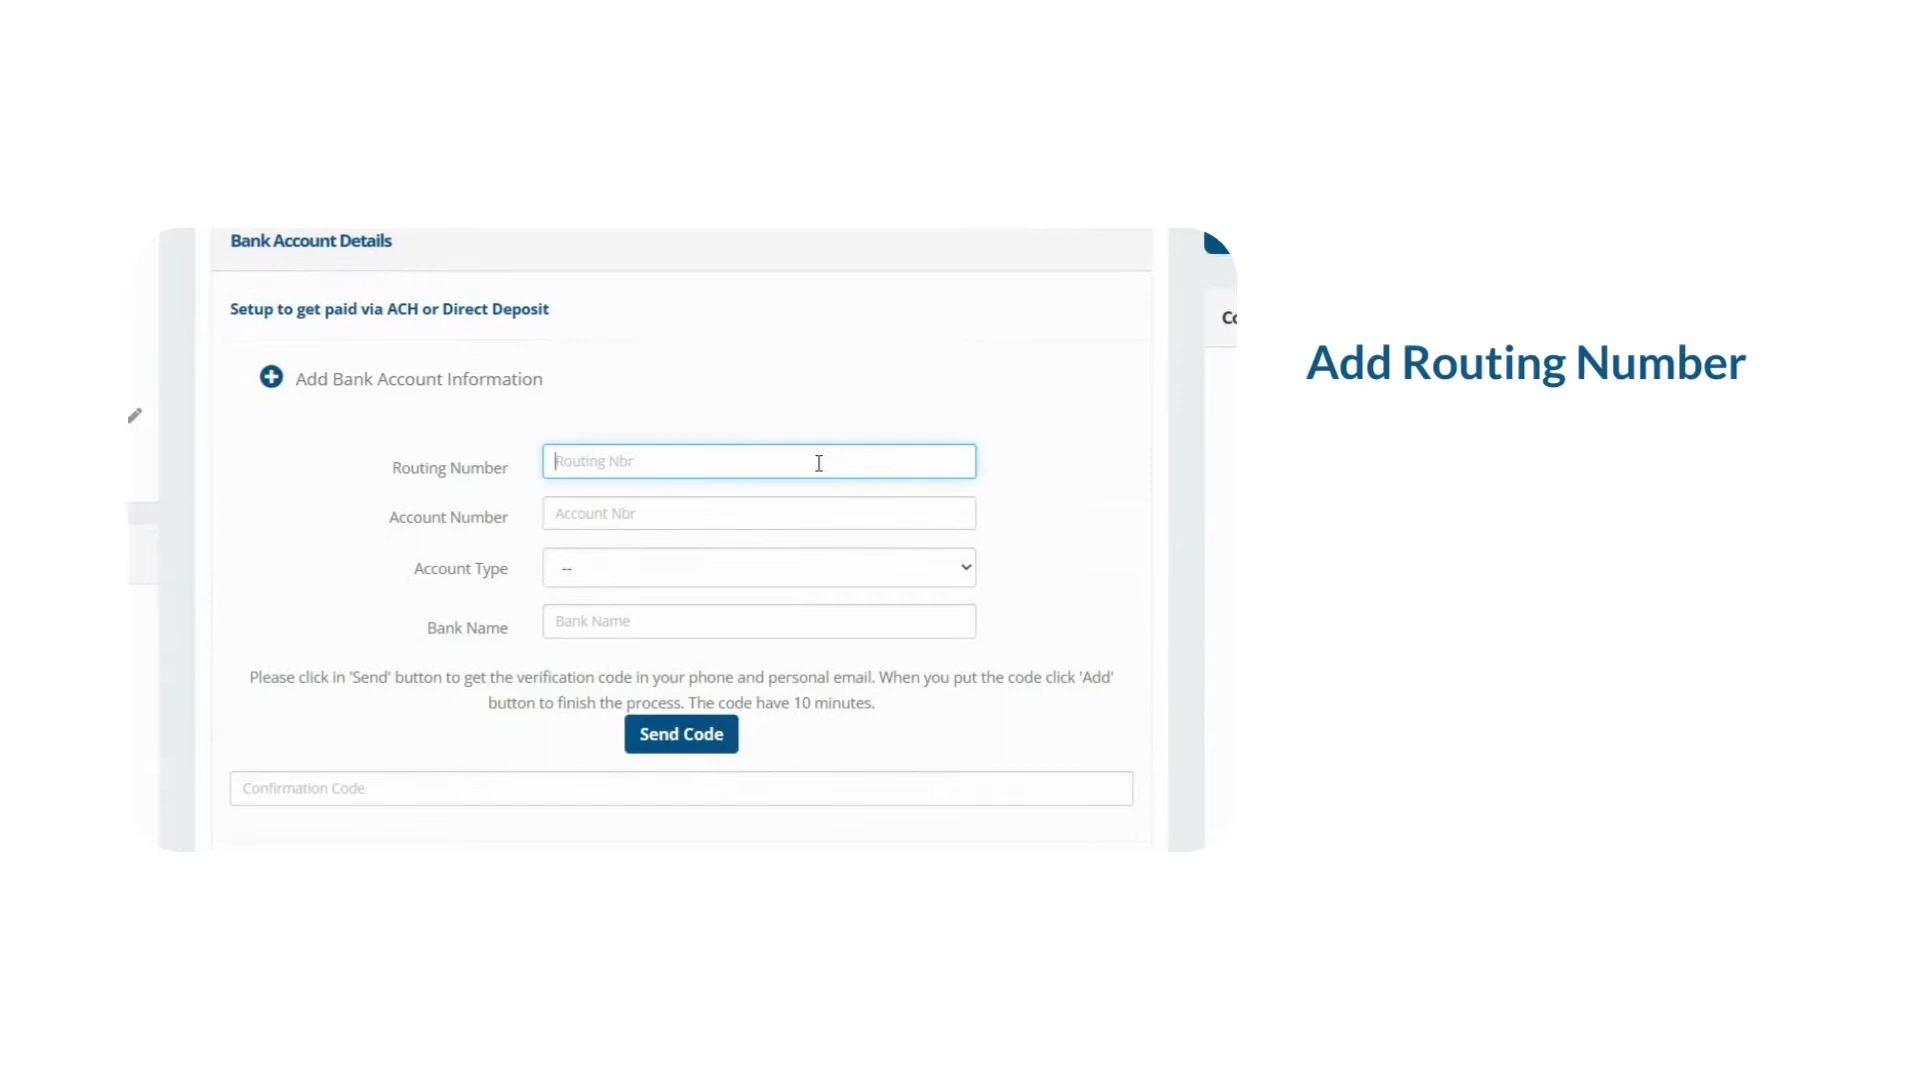 Bank Account Details
Setup to get paid via ACH or Direct Deposit
Add Bank Account Information
Routing Number
Routing Nbr
Account Number
Account Nbr
Account Type
--
Bank Name
Bank Name
Please click in 'Send' button to get the verification code in your phone and personal email. When you put the code click 'Add'
button to finish the process. The code have 10 minutes.
Send Code
Confirmation Code
Add Routing Number